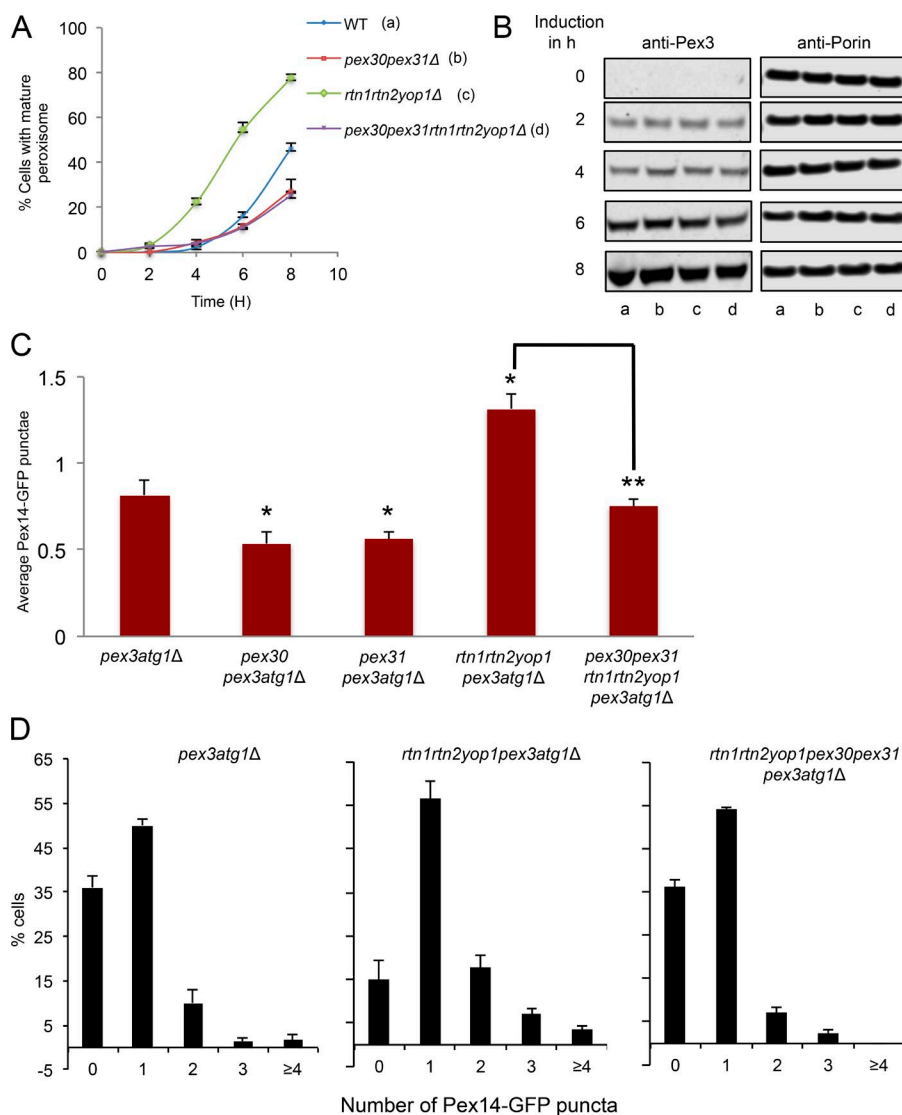 A
% Cells with mature
peroxisome
100
80
60
40
20
0
0 2 4 6 8 10
Time (H)
WT (a)
pex30pex31Δ (b)
rtn1rtn2yop1Δ (c)
pex30pex31rtn1rtn2yop1Δ (d)
B
Induction
in h
anti-Pex3 anti-Porin
0
2
4
6
8
a b c d a b c d
C
Average Pex14-GFP punctae
1.5
1
0.5
0
* * * **
pex3atg1Δ
pex30
pex3atg1Δ
pex31
pex3atg1Δ
rtn1rtn2yop1
pex3atg1Δ
pex30pex31
rtn1rtn2yop1
pex3atg1Δ
D
% cells
65
55
45
35
25
15
5
-5
pex3atg1Δ
0 1 2 3 ≥4
rtn1rtn2yop1pex3atg1Δ
0 1 2 3 ≥4
rtn1rtn2yop1pex30pex31
pex3atg1Δ
0 1 2 3 ≥4
Number of Pex14-GFP puncta